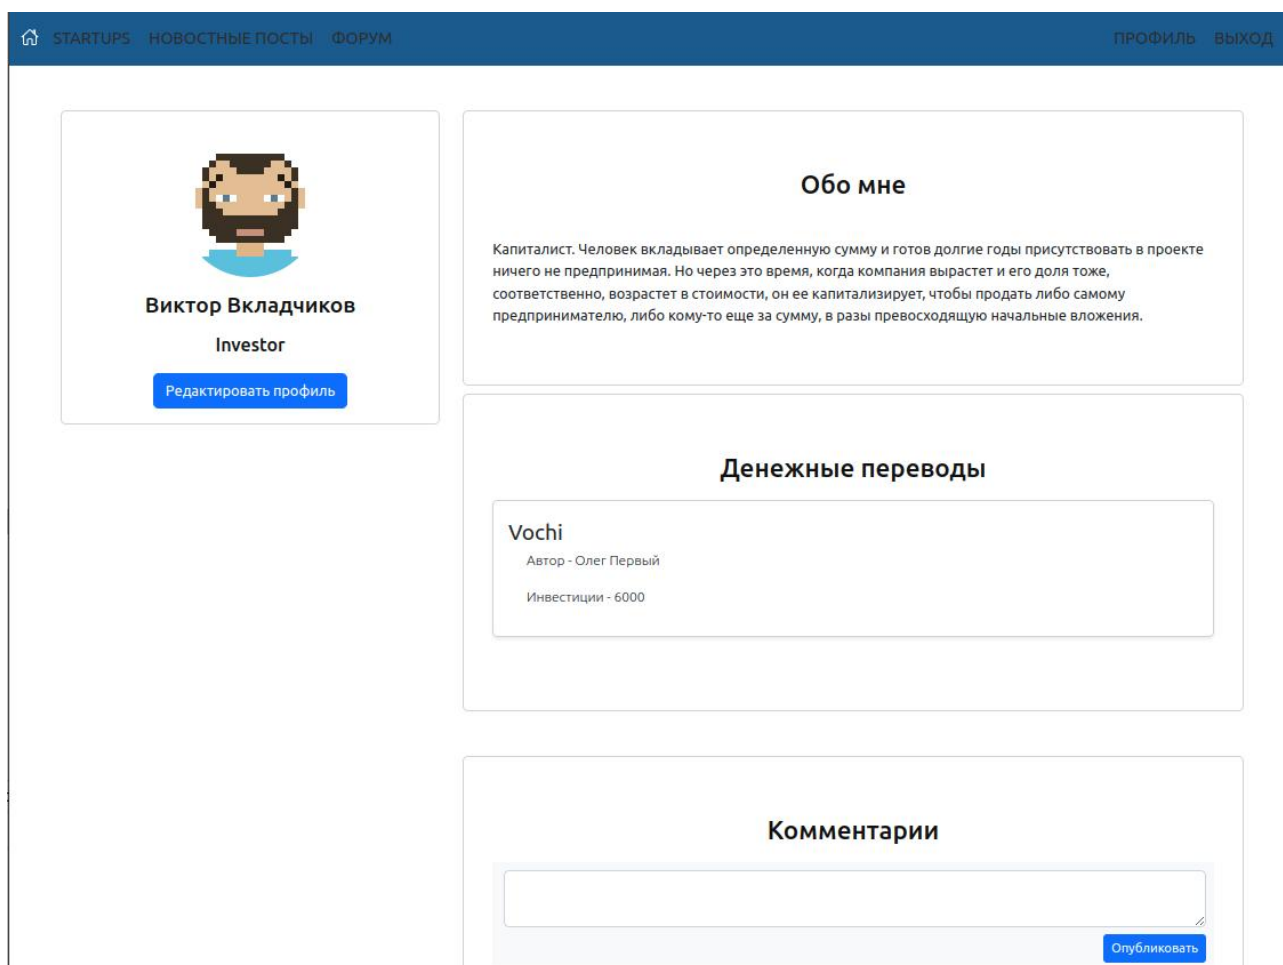 STARTUPS НОВОСТНЫЕ ПОСТЫ ФОРУМ ПРОФИЛЬ ВЫХОД
Виктор Вкладчиков
Investor
Редактировать профиль
Обо мне
Капиталист. Человек вкладывает определенную сумму и готов долгие годы присутствовать в проекте
ничего не предпринимая. Но через это время, когда компания вырастет и его доля тоже,
соответственно, возрастет в стоимости, он ее капитализирует, чтобы продать либо самому
предпринимателю, либо кому-то еще за сумму, в разы превосходящую начальные вложения.
Денежные переводы
Vochi
Автор - Олег Первый
Инвестиции - 6000
Комментарии
Опубликовать